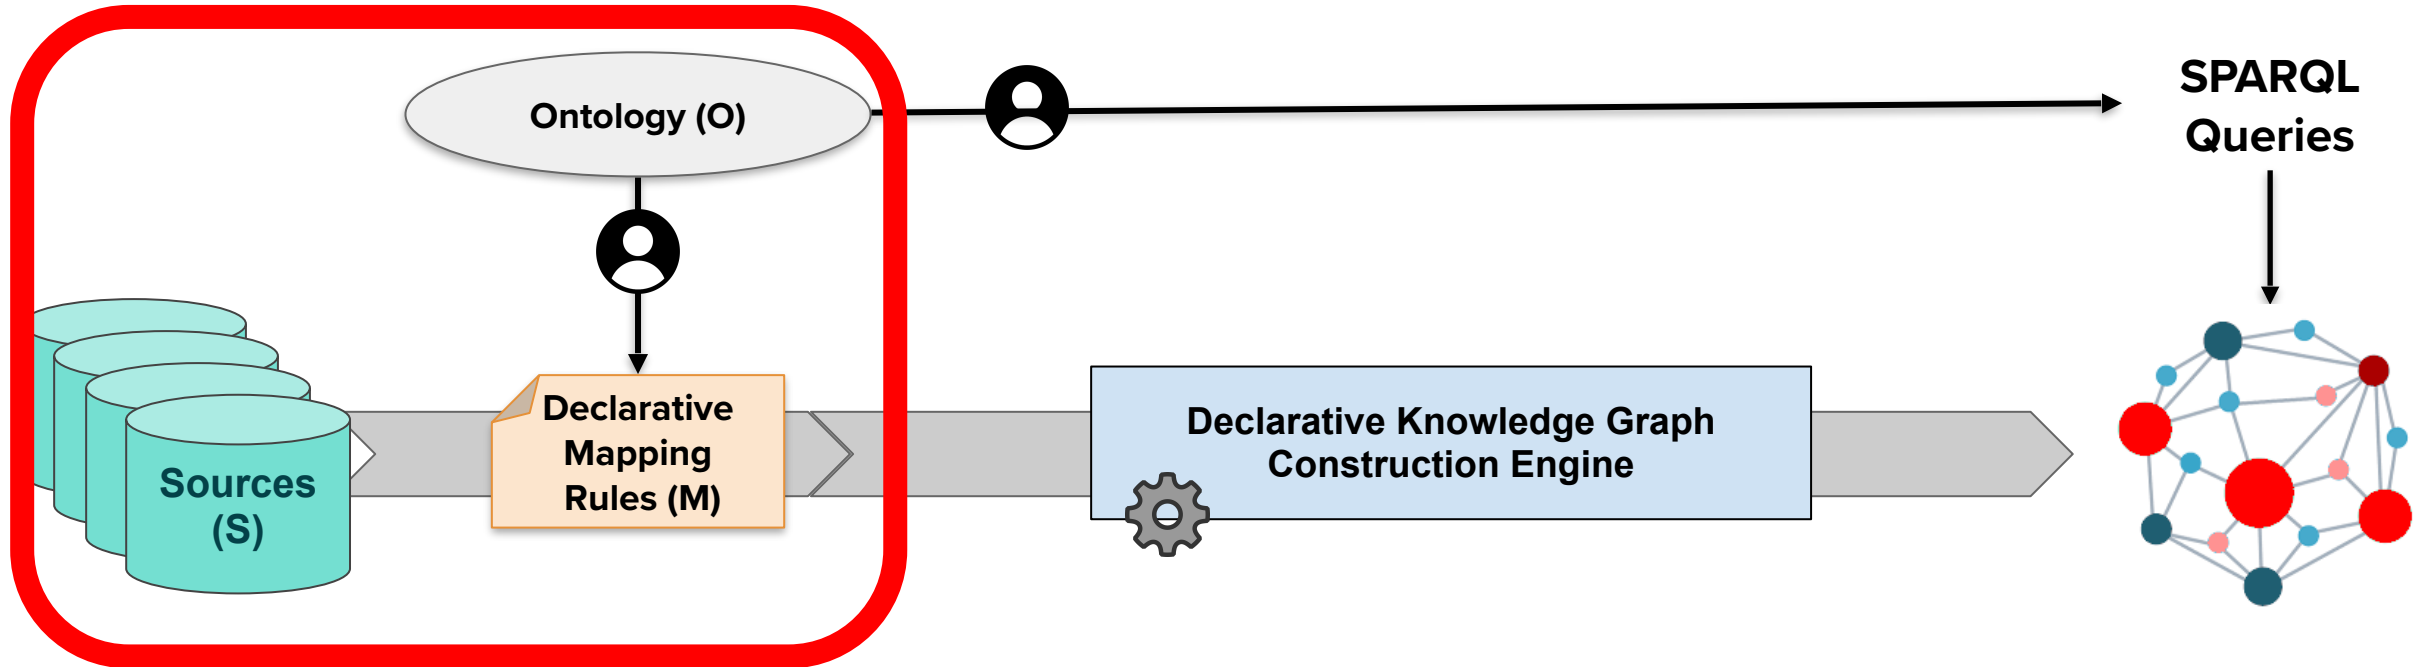 Ontology (O)
SPARQL
Queries
Declarative
Mapping
Rules (M)
Sources
(S)
Declarative Knowledge Graph
Construction Engine